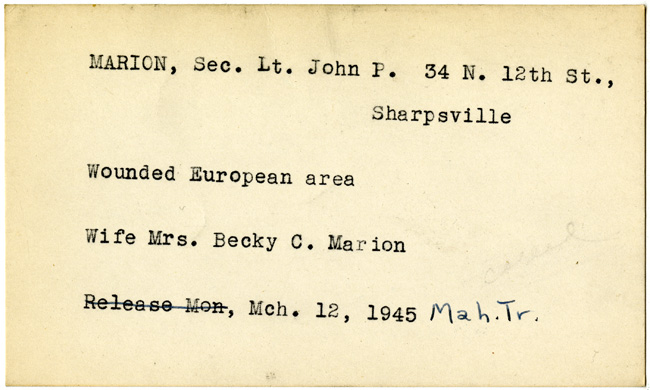 MARION, Sec. Lt. John P. 34 N. 12th St.,
Sharpsville
Wounded European area
Wife Mrs. Becky C. Marion
Release Mon, Mch. 12, 1945 Mah.Tr.